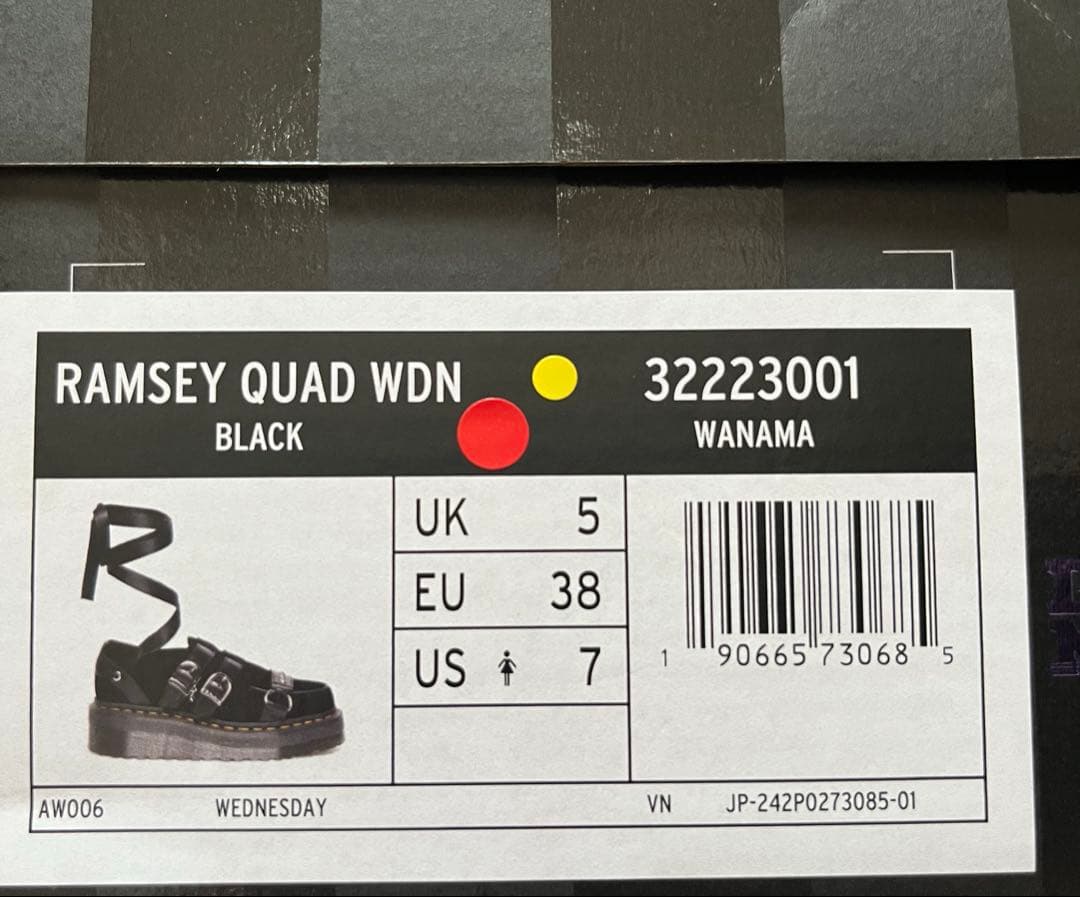 RAMSEY QUAD WDN
BLACK
32223001
WANAMA
UK 5
EU 38
US 7
1 90665 73068 5
AW006 WEDNESDAY VN JP-242P0273085-01